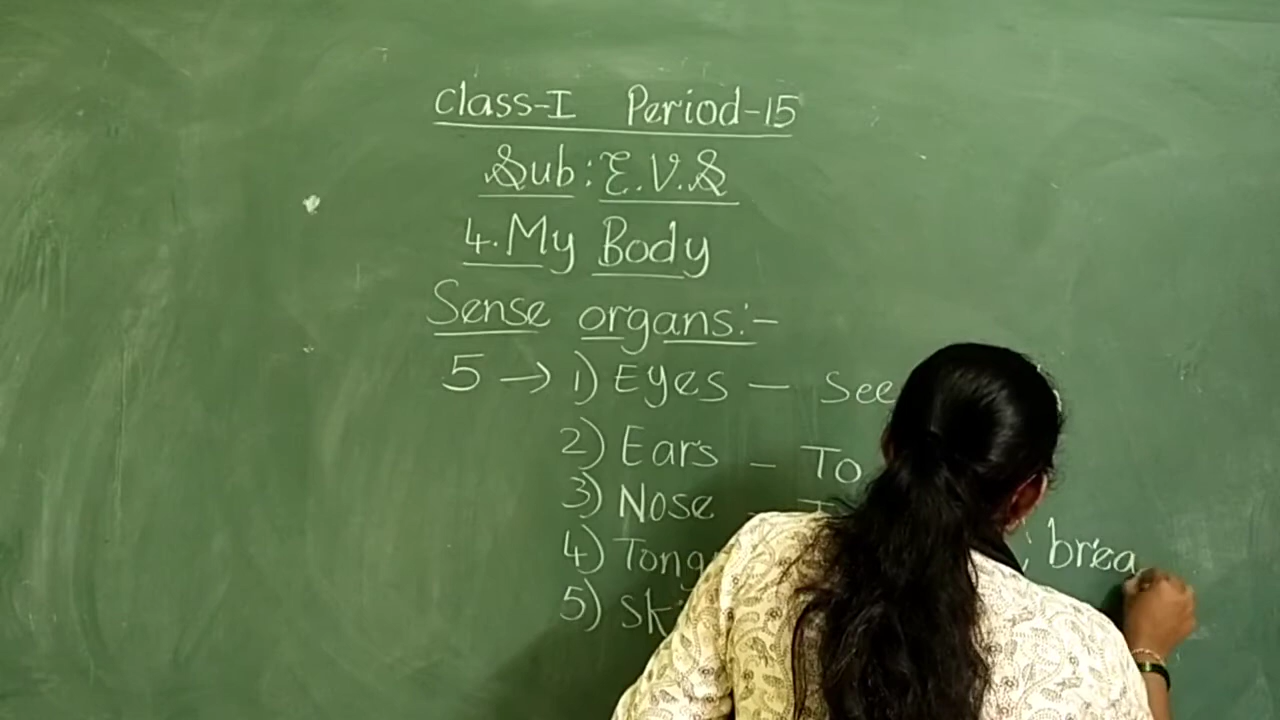 Class-I Period-15
Sub: E.V.S
4. My Body
Sense organs:-
5 → 1) Eyes - See
2) Ears - To
3) Nose -
4) Tong , brea
5) Sk